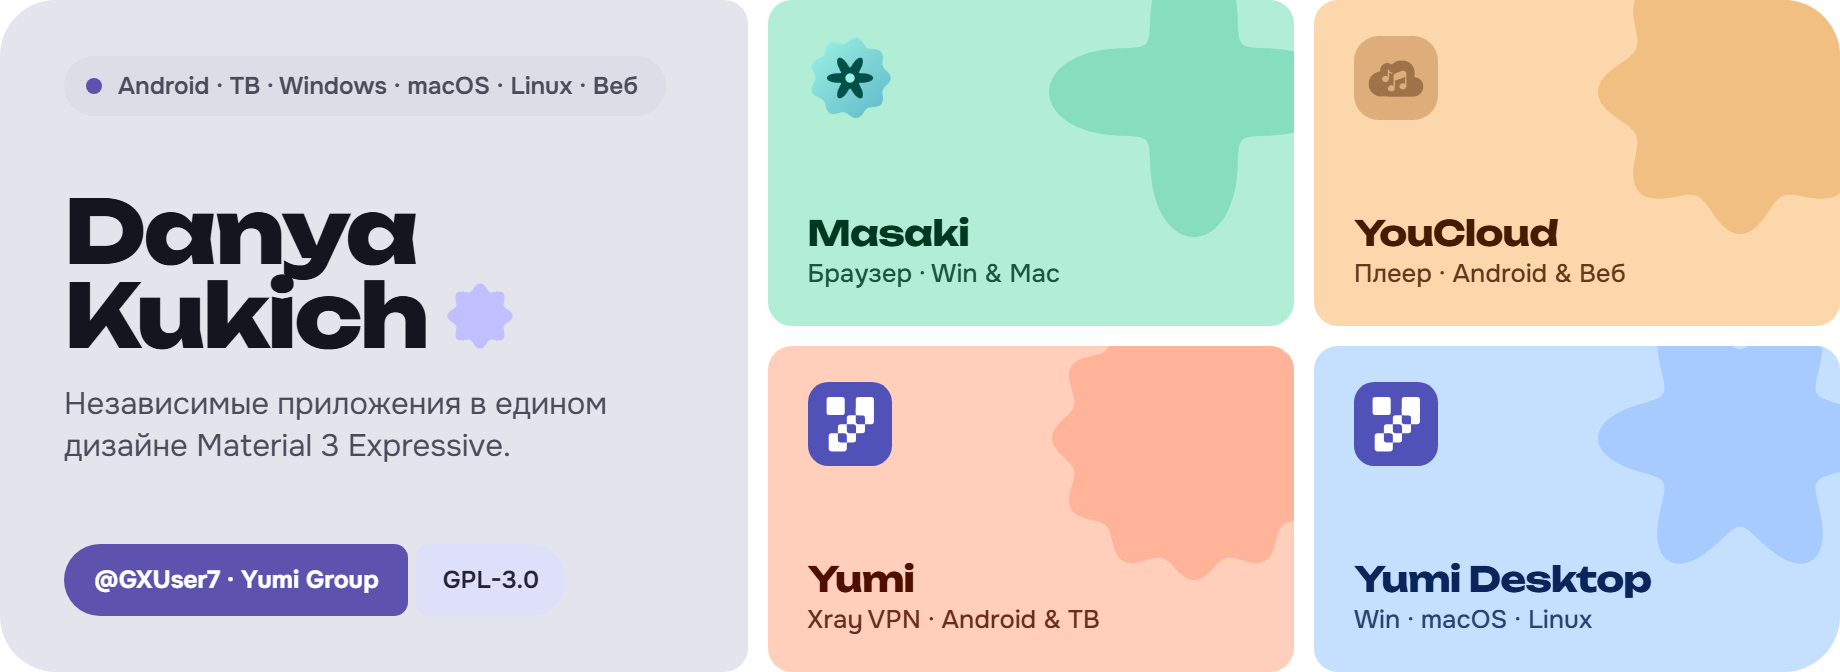 Android · ТВ · Windows · macOS · Linux · Веб
Danya
Kukich
Независимые приложения в едином
дизайне Material 3 Expressive.
@GXUser7 · Yumi Group
GPL-3.0
Masaki
Браузер · Win & Mac
YouCloud
Плеер · Android & Веб
Yumi
Xray VPN · Android & ТВ
Yumi Desktop
Win · macOS · Linux